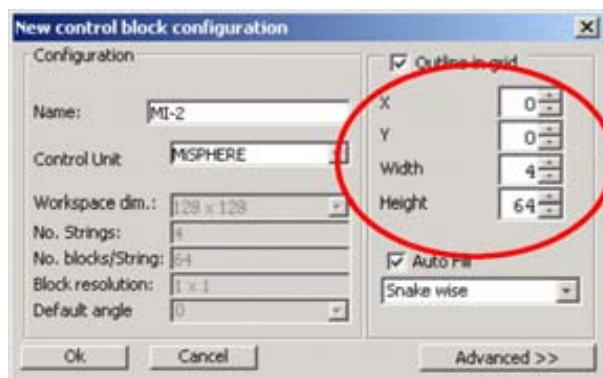 New control block configuration
Configuration
Name: MI-2
Control Unit MiSPHERE
Workspace dim.: 128 x 128
No. Strings: 4
No. blocks/String: 64
Block resolution: 1 x 1
Default angle 0
Outline in grid
X 0
Y 0
Width 4
Height 64
Auto Fill
Snake wise
Ok Cancel Advanced >>